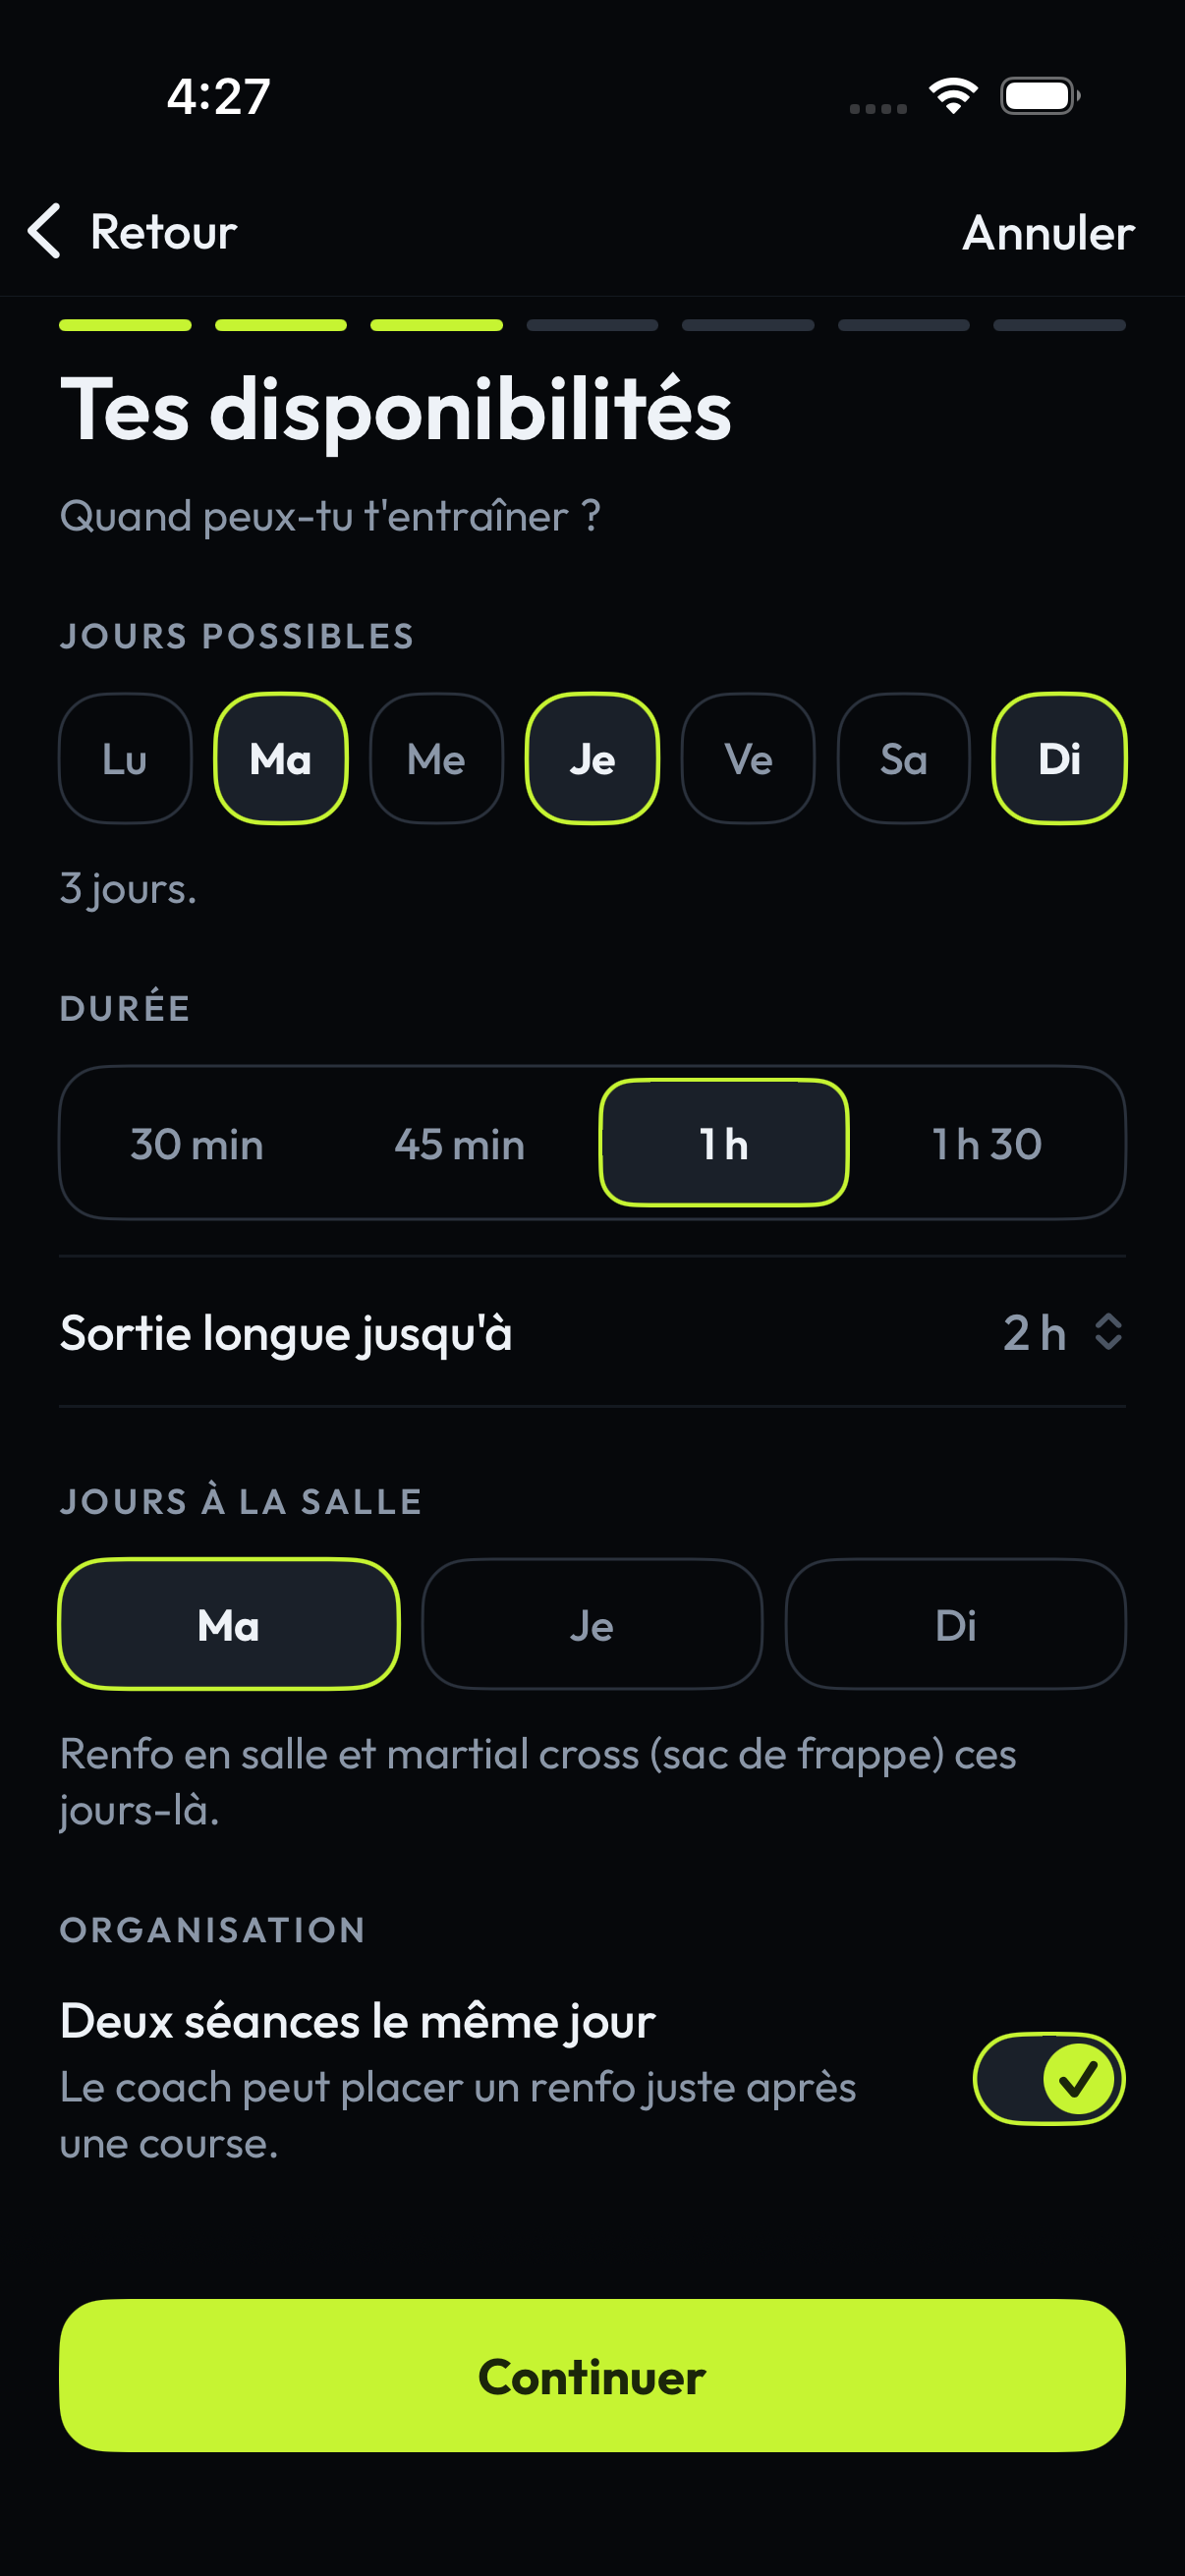 4:27
Retour
Annuler
Tes disponibilités
Quand peux-tu t'entraîner ?
JOURS POSSIBLES
Lu
Ma
Me
Je
Ve
Sa
Di
3 jours.
DURÉE
30 min
45 min
1 h
1 h 30
Sortie longue jusqu'à
2 h
JOURS À LA SALLE
Ma
Je
Di
Renfo en salle et martial cross (sac de frappe) ces
jours-là.
ORGANISATION
Deux séances le même jour
Le coach peut placer un renfo juste après
une course.
Continuer